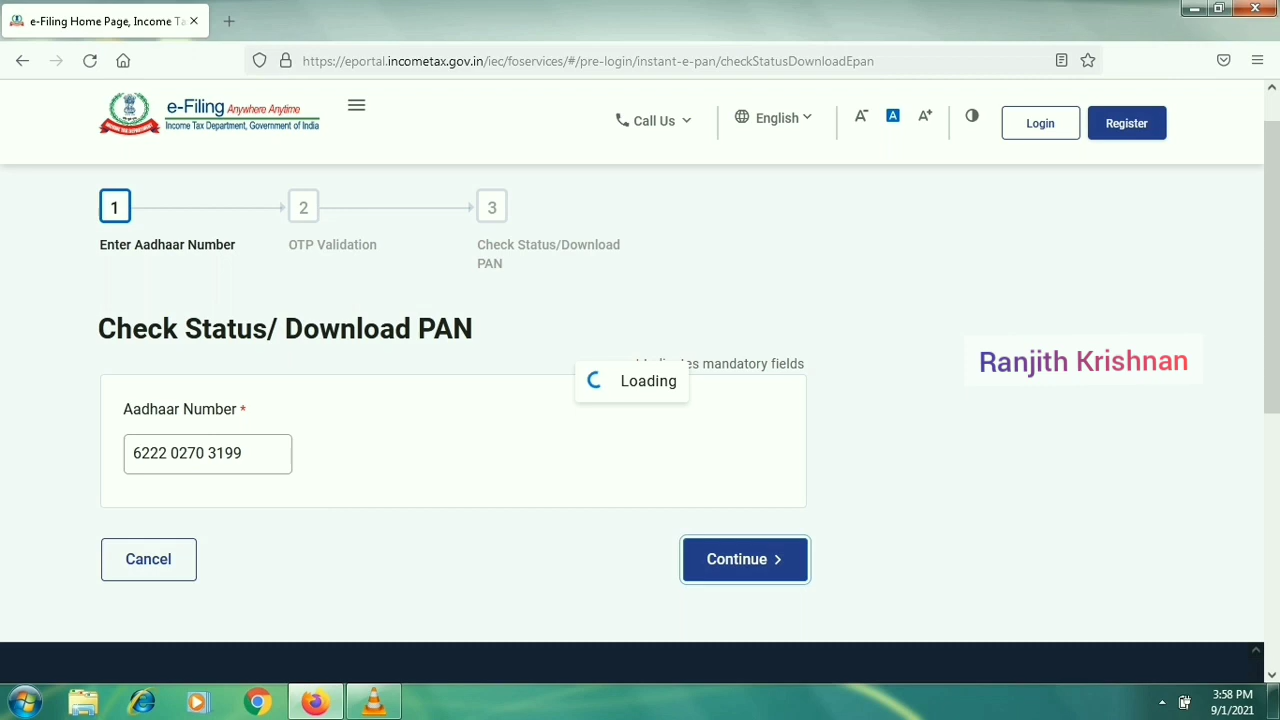 e-Filing Home Page, Income Ta
https://eportal.incometax.gov.in/iec/foservices/#/pre-login/instant-e-pan/checkStatusDownloadEpan
e-Filing Anywhere Anytime
Income Tax Department, Government of India
Call Us
English
A-
A
A+
Login
Register
1
2
3
Enter Aadhaar Number
OTP Validation
Check Status/Download
PAN
Check Status/ Download PAN
mandatory fields
Loading
Ranjith Krishnan
Aadhaar Number *
6222 0270 3199
Cancel
Continue >
3:58 PM
9/1/2021